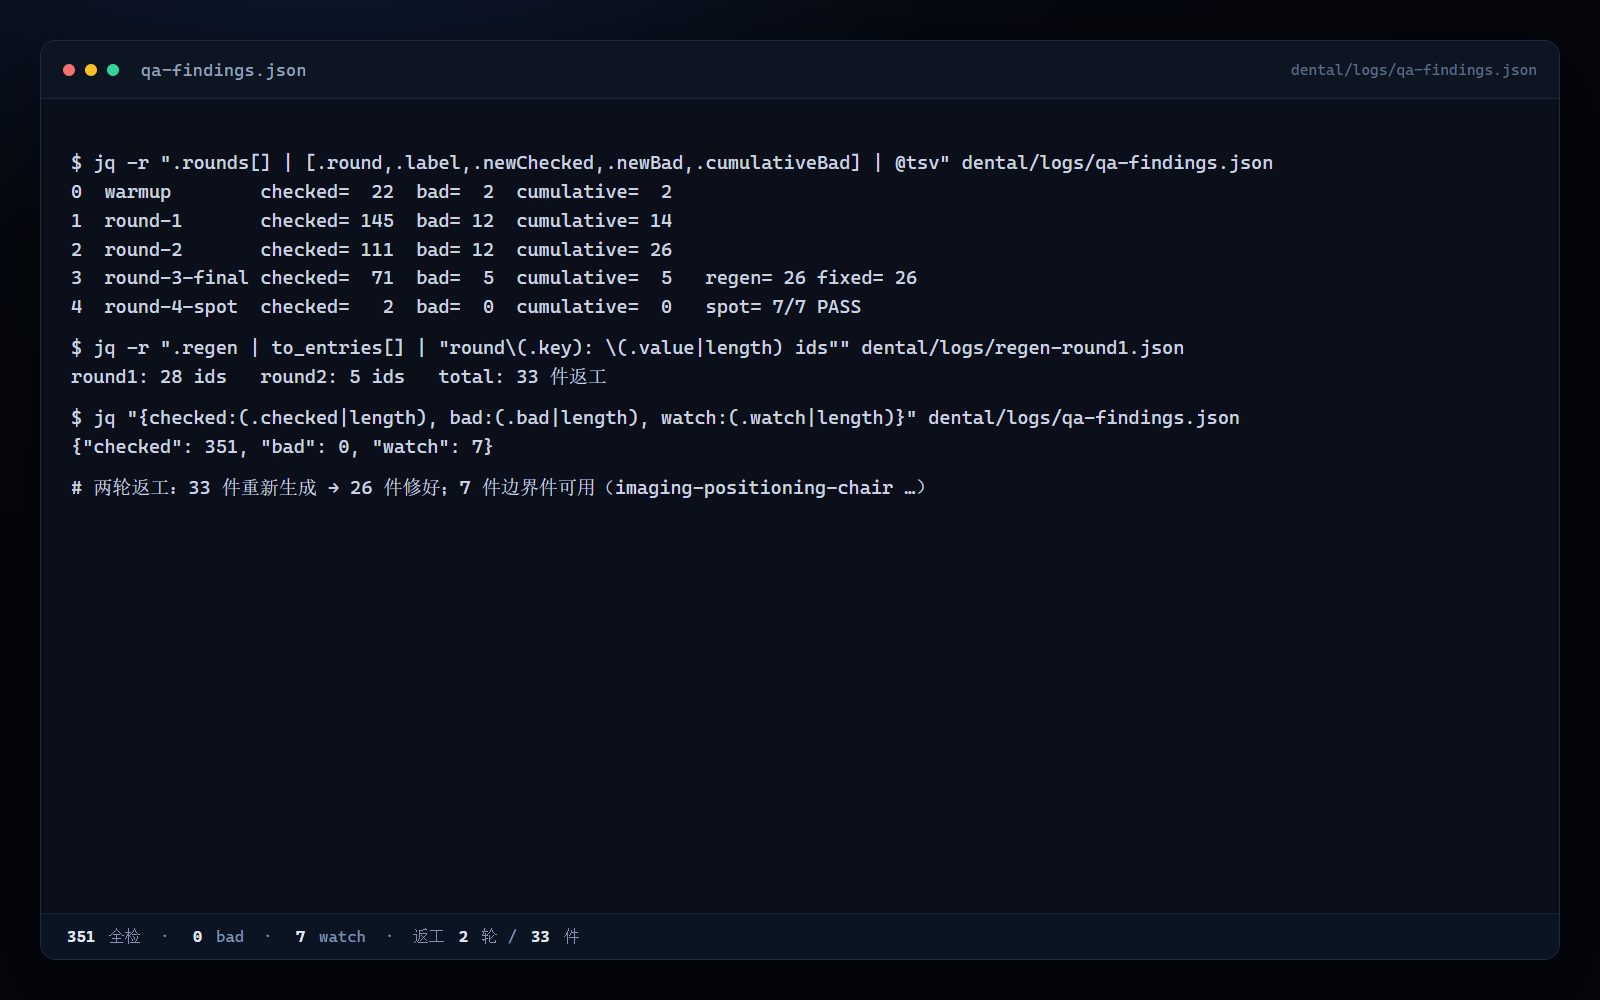 qa-findings.json
dental/logs/qa-findings.json
$ jq -r ".rounds[] | [.round,.label,.newChecked,.newBad,.cumulativeBad] | @tsv" dental/logs/qa-findings.json
0  warmup        checked=  22  bad=  2  cumulative=  2
1  round-1       checked= 145  bad= 12  cumulative= 14
2  round-2       checked= 111  bad= 12  cumulative= 26
3  round-3-final checked=  71  bad=  5  cumulative=  5   regen= 26 fixed= 26
4  round-4-spot  checked=   2  bad=  0  cumulative=  0   spot= 7/7 PASS
$ jq -r ".regen | to_entries[] | "round\(.key): \(.value|length) ids"" dental/logs/regen-round1.json
round1: 28 ids   round2: 5 ids   total: 33 件返工
$ jq "{checked:(.checked|length), bad:(.bad|length), watch:(.watch|length)}" dental/logs/qa-findings.json
{"checked": 351, "bad": 0, "watch": 7}
# 两轮返工：33 件重新生成 → 26 件修好；7 件边界件可用（imaging-positioning-chair …）
351 全检 · 0 bad · 7 watch · 返工 2 轮 / 33 件